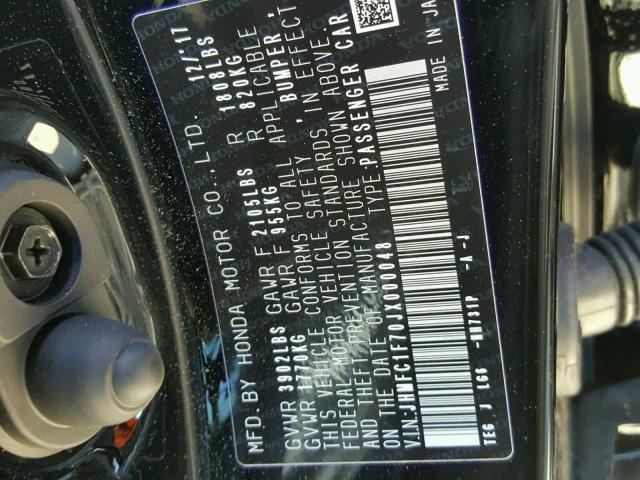 MFD. BY HONDA MOTOR CO., LTD. 12/'17
GVWR 3902LBS GAWR F 2105LBS R 1808LBS
GVWR 1770KG GAWR F 955KG R 820KG
THIS VEHICLE CONFORMS TO ALL APPLICABLE
FEDERAL MOTOR VEHICLE SAFETY, BUMPER,
AND THEFT PREVENTION STANDARDS IN EFFECT
ON THE DATE OF MANUFACTURE SHOWN ABOVE.
V.I.N:JHMFC1F70JX000048 TYPE:PASSENGER CAR
TEG J -A-J MADE IN JA